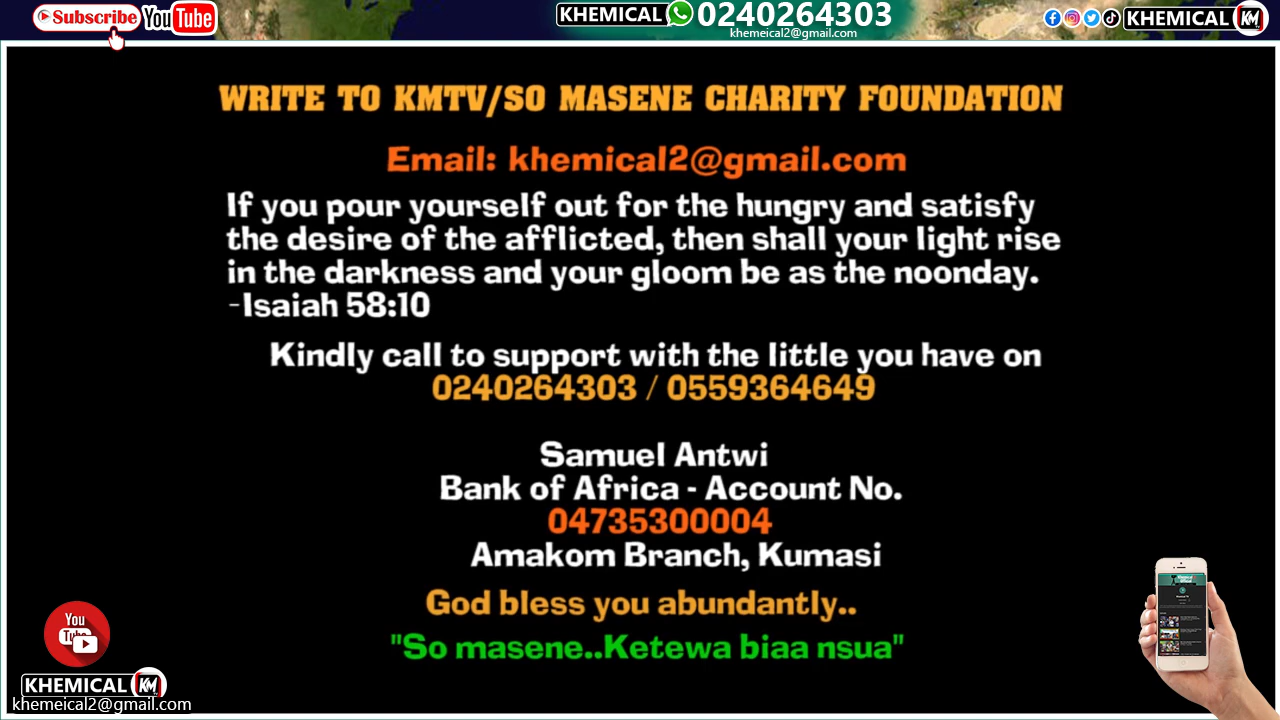 Subscribe YouTube
KHEMICAL 0240264303
khemeical2@gmail.com
KHEMICAL KM
WRITE TO KMTV/SO MASENE CHARITY FOUNDATION
Email: khemical2@gmail.com
If you pour yourself out for the hungry and satisfy
the desire of the afflicted, then shall your light rise
in the darkness and your gloom be as the noonday.
-Isaiah 58:10
Kindly call to support with the little you have on
0240264303 / 0559364649
Samuel Antwi
Bank of Africa - Account No.
04735300004
Amakom Branch, Kumasi
God bless you abundantly..
"So masene..Ketewa biaa nsua"
You
Tube
KHEMICAL KM
khemeical2@gmail.com